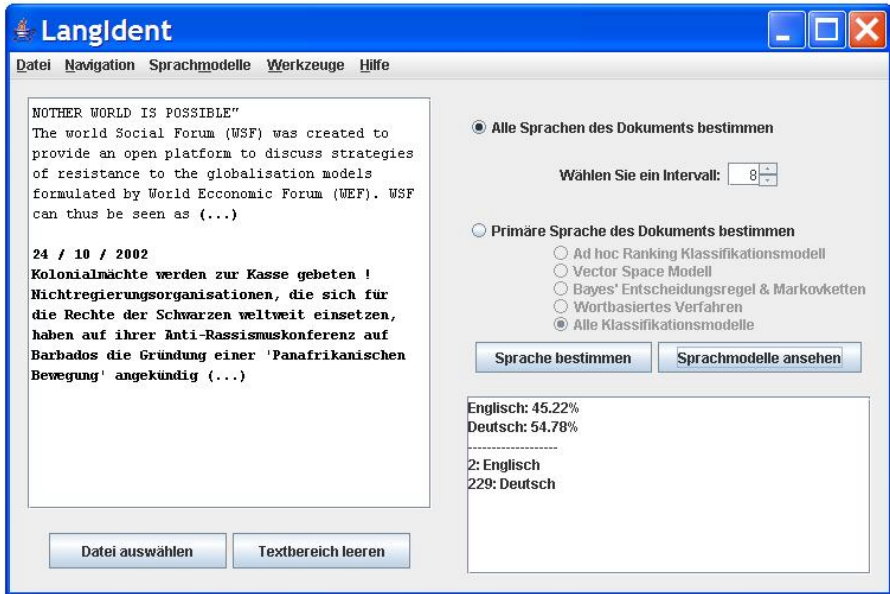 LangIdent
Datei Navigation Sprachmodelle Werkzeuge Hilfe
NOTHER WORLD IS POSSIBLE"
The world Social Forum (WSF) was created to
provide an open platform to discuss strategies
of resistance to the globalisation models
formulated by World Ecconomic Forum (WEF). WSF
can thus be seen as (...)
24 / 10 / 2002
Kolonialmächte werden zur Kasse gebeten !
Nichtregierungsorganisationen, die sich für
die Rechte der Schwarzen weltweit einsetzen,
haben auf ihrer Anti-Rassismuskonferenz auf
Barbados die Gründung einer 'Panafrikanischen
Bewegung' angekündig (...)
Datei auswählen Textbereich leeren
Alle Sprachen des Dokuments bestimmen
Wählen Sie ein Intervall: 8
Primäre Sprache des Dokuments bestimmen
Ad hoc Ranking Klassifikationsmodell
Vector Space Modell
Bayes' Entscheidungsregel & Markovketten
Wortbasiertes Verfahren
Alle Klassifikationsmodelle
Sprache bestimmen Sprachmodelle ansehen
Englisch: 45.22%
Deutsch: 54.78%
-------------------
2: Englisch
229: Deutsch